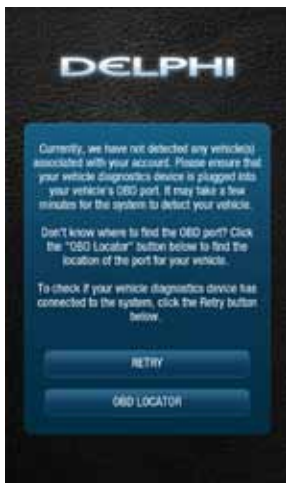 DELPHI
Currently, we have not detected any vehicle(s)
associated with your account. Please ensure that
your vehicle diagnostics device is plugged into
your vehicle's OBD port. It may take a few
minutes for the system to detect your vehicle.
Don't know where to find the OBD port? Click
the "OBD Locator" button below to find the
location of the port for your vehicle.
To check if your vehicle diagnostics device has
connected to the system, click the Retry button
below.
RETRY
OBD LOCATOR